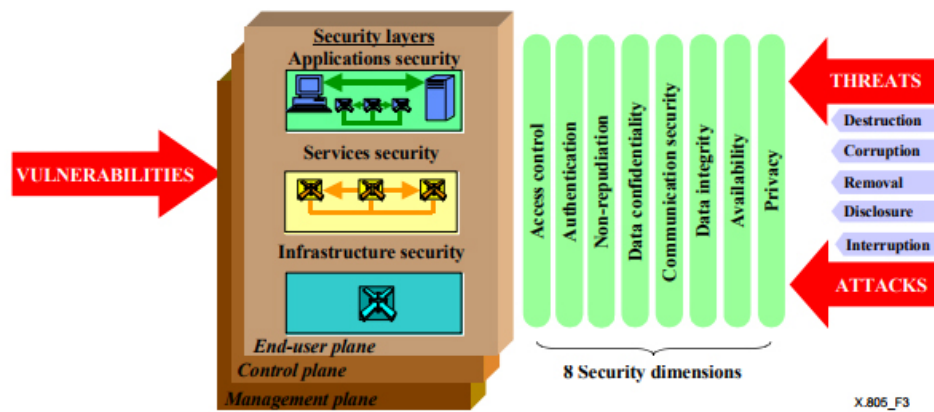 Security layers
Applications security
Services security
Infrastructure security
End-user plane
Control plane
Management plane
VULNERABILITIES
Access control
Authentication
Non-repudiation
Data confidentiality
Communication security
Data integrity
Availability
Privacy
8 Security dimensions
THREATS
Destruction
Corruption
Removal
Disclosure
Interruption
ATTACKS
X.805_F3